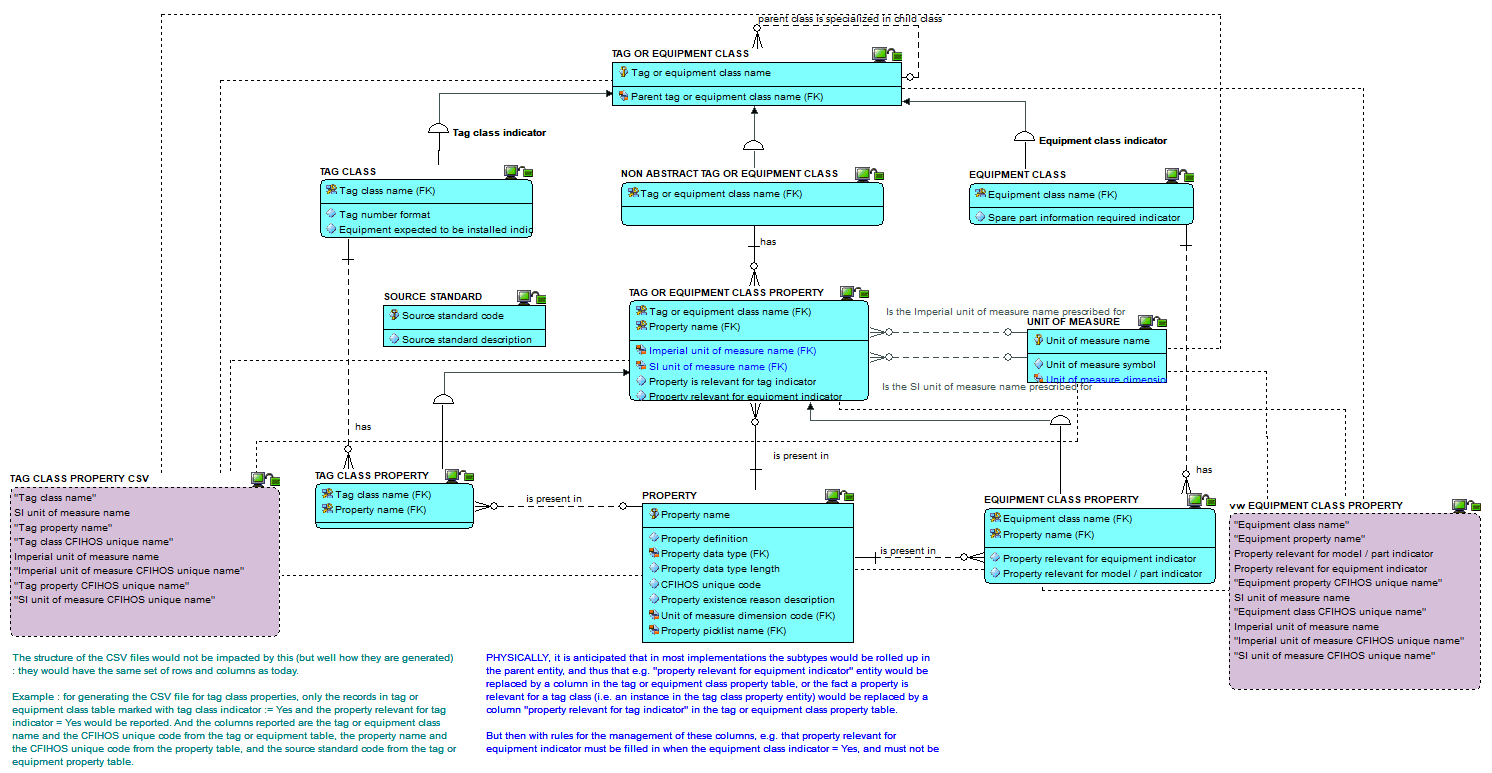 parent class is specialized in child class
TAG OR EQUIPMENT CLASS
Tag or equipment class name
Parent tag or equipment class name (FK)
Tag class indicator
Equipment class indicator
TAG CLASS
Tag class name (FK)
Tag number format
Equipment expected to be installed indic
NON ABSTRACT TAG OR EQUIPMENT CLASS
Tag or equipment class name (FK)
EQUIPMENT CLASS
Equipment class name (FK)
Spare part information required indicator
has
SOURCE STANDARD
Source standard code
Source standard description
TAG OR EQUIPMENT CLASS PROPERTY
Tag or equipment class name (FK)
Property name (FK)
Imperial unit of measure name (FK)
SI unit of measure name (FK)
Property is relevant for tag indicator
Property relevant for equipment indicator
Is the Imperial unit of measure name prescribed for
UNIT OF MEASURE
Unit of measure name
Unit of measure symbol
Unit of measure dimensio
Is the SI unit of measure name prescribed for
has
is present in
has
TAG CLASS PROPERTY CSV
"Tag class name"
SI unit of measure name
"Tag property name"
"Tag class CFIHOS unique name"
Imperial unit of measure name
"Imperial unit of measure CFIHOS unique name"
"Tag property CFIHOS unique name"
"SI unit of measure CFIHOS unique name"
TAG CLASS PROPERTY
Tag class name (FK)
Property name (FK)
is present in
PROPERTY
Property name
Property definition
Property data type (FK)
Property data type length
CFIHOS unique code
Property existence reason description
Unit of measure dimension code (FK)
Property picklist name (FK)
is present in
EQUIPMENT CLASS PROPERTY
Equipment class name (FK)
Property name (FK)
Property relevant for equipment indicator
Property relevant for model / part indicator
vw EQUIPMENT CLASS PROPERTY
"Equipment class name"
"Equipment property name"
Property relevant for model / part indicator
Property relevant for equipment indicator
"Equipment property CFIHOS unique name"
SI unit of measure name
"Equipment class CFIHOS unique name"
Imperial unit of measure name
"Imperial unit of measure CFIHOS unique name"
"SI unit of measure CFIHOS unique name"
The structure of the CSV files would not be impacted by this (but well how they are generated)
: they would have the same set of rows and columns as today.
Example : for generating the CSV file for tag class properties, only the records in tag or
equipment class table marked with tag class indicator := Yes and the property relevant for tag
indicator = Yes would be reported. And the columns reported are the tag or equipment class
name and the CFIHOS unique code from the tag or equipment table, the property name and
the CFIHOS unique code from the property table, and the source standard code from the tag or
equipment property table.
PHYSICALLY, it is anticipated that in most implementations the subtypes would be rolled up in
the parent entity, and thus that e.g. "property relevant for equipment indicator" entity would be
replaced by a column in the tag or equipment class property table, or the fact a property is
relevant for a tag class (i.e. an instance in the tag class property entity) would be replaced by a
column "property relevant for tag indicator" in the tag or equipment class property table.
But then with rules for the management of these columns, e.g. that property relevant for
equipment indicator must be filled in when the equipment class indicator = Yes, and must not be